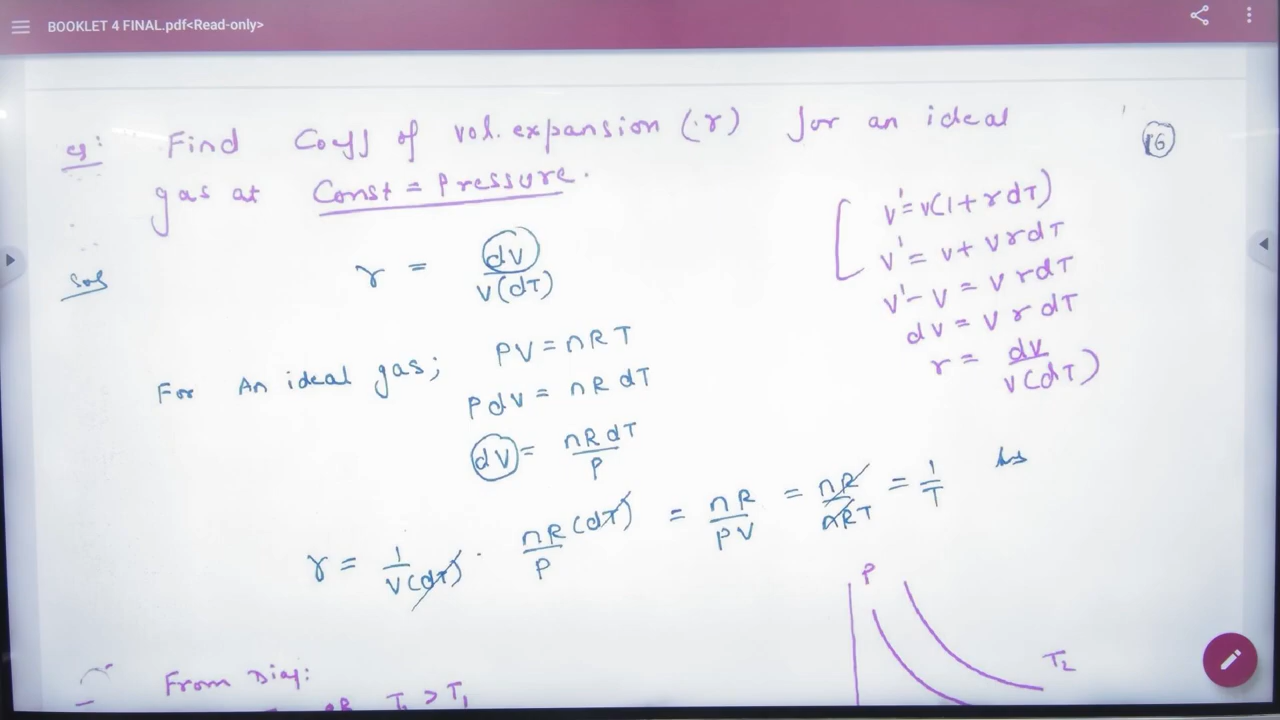 BOOKLET 4 FINAL.pdf<Read-only>
eg: Find Coeff of vol. expansion (γ) for an ideal
gas at Const = Pressure.
16
Sol
γ = dV / V(dT)
[ V' = V(1 + γdT)
V' = V + VγdT
V' - V = VγdT
dV = VγdT
γ = dV / V(dT)
For An ideal gas; PV = nRT
PdV = nRdT
dV = nRdT / P
γ = 1 / V(dT) · nR(dT) / P = nR / PV = nR / nRT = 1 / T Ans
P
T2
From Diag:
T2 > T1